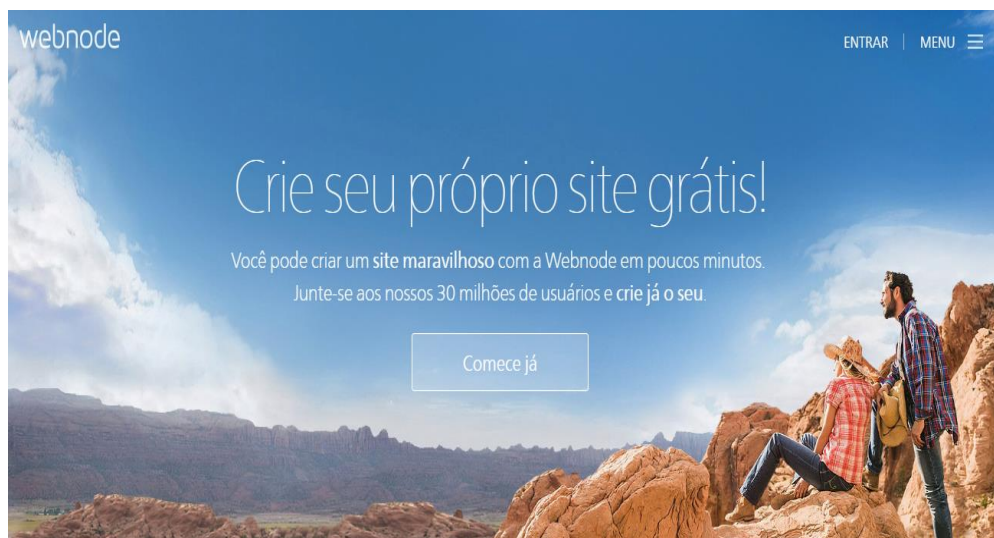 webnode
ENTRAR | MENU
Crie seu próprio site grátis!
Você pode criar um site maravilhoso com a Webnode em poucos minutos.
Junte-se aos nossos 30 milhões de usuários e crie já o seu.
Comece já